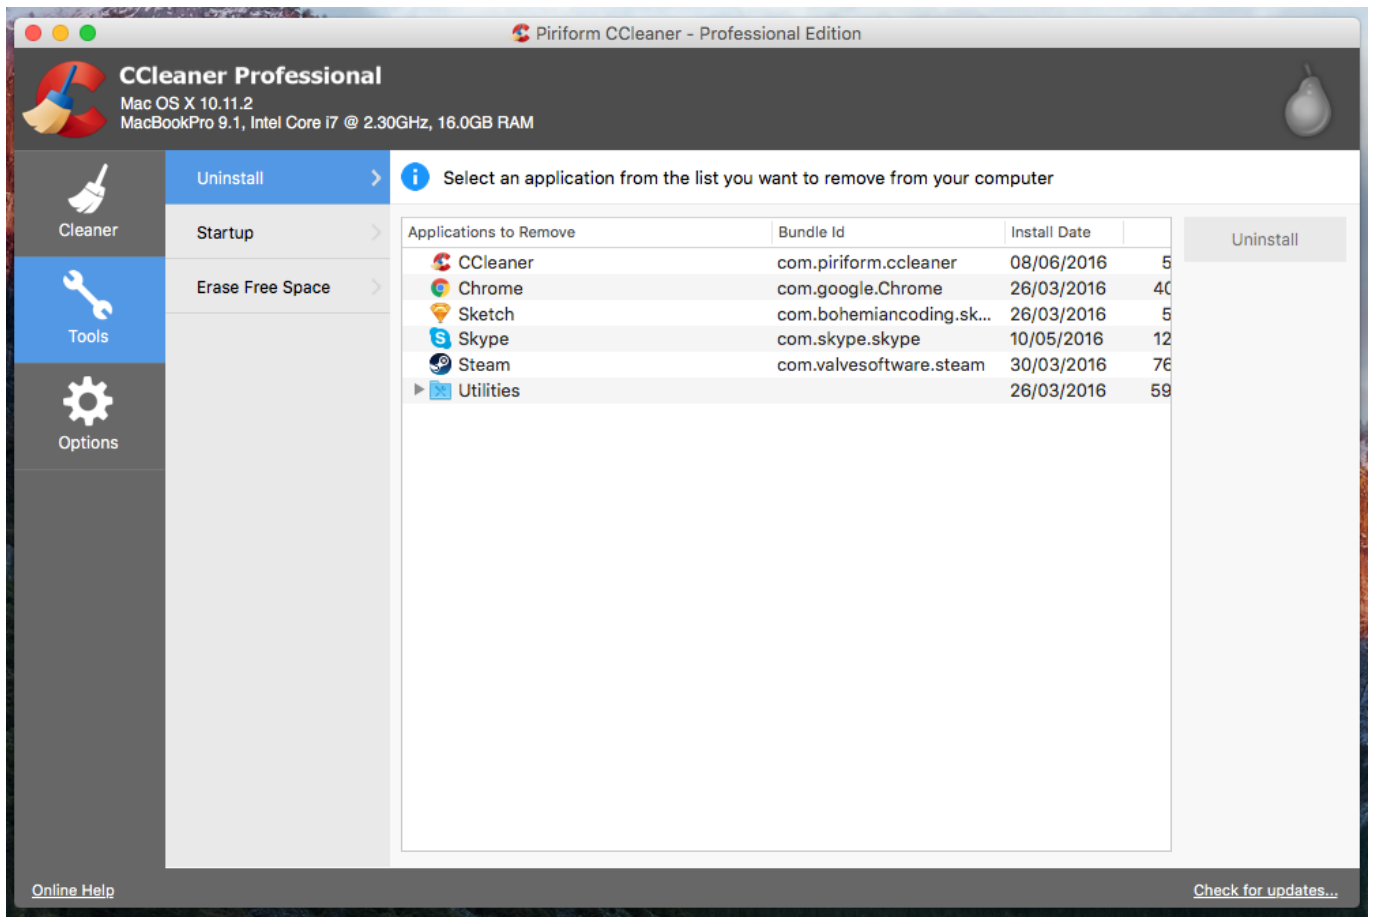 Piriform CCleaner - Professional Edition
CCleaner Professional
Mac OS X 10.11.2
MacBookPro 9.1, Intel Core i7 @ 2.30GHz, 16.0GB RAM
Cleaner
Tools
Options
Uninstall
Startup
Erase Free Space
Select an application from the list you want to remove from your computer
Applications to Remove Bundle Id Install Date
CCleaner com.piriform.ccleaner 08/06/2016 5
Chrome com.google.Chrome 26/03/2016 40
Sketch com.bohemiancoding.sk... 26/03/2016 5
Skype com.skype.skype 10/05/2016 12
Steam com.valvesoftware.steam 30/03/2016 76
Utilities 26/03/2016 59
Uninstall
Online Help
Check for updates...